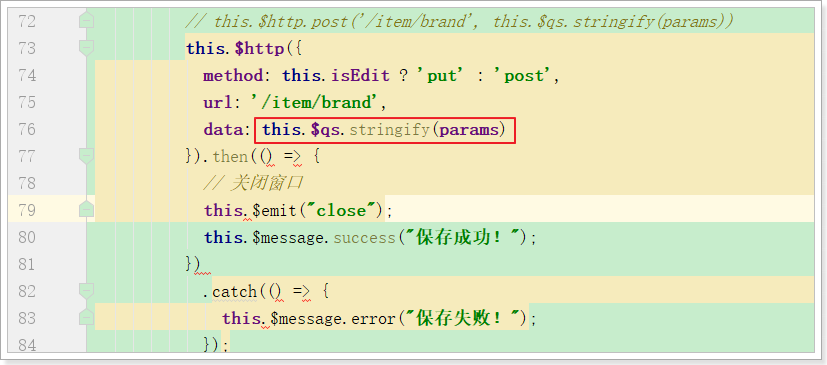 72 // this.$http.post('/item/brand', this.$qs.stringify(params))
73 this.$http({
74 method: this.isEdit ? 'put' : 'post',
75 url: '/item/brand',
76 data: this.$qs.stringify(params)
77 }).then(() => {
78 // 关闭窗口
79 this.$emit("close");
80 this.$message.success("保存成功！");
81 })
82 .catch(() => {
83 this.$message.error("保存失败！");
84 });